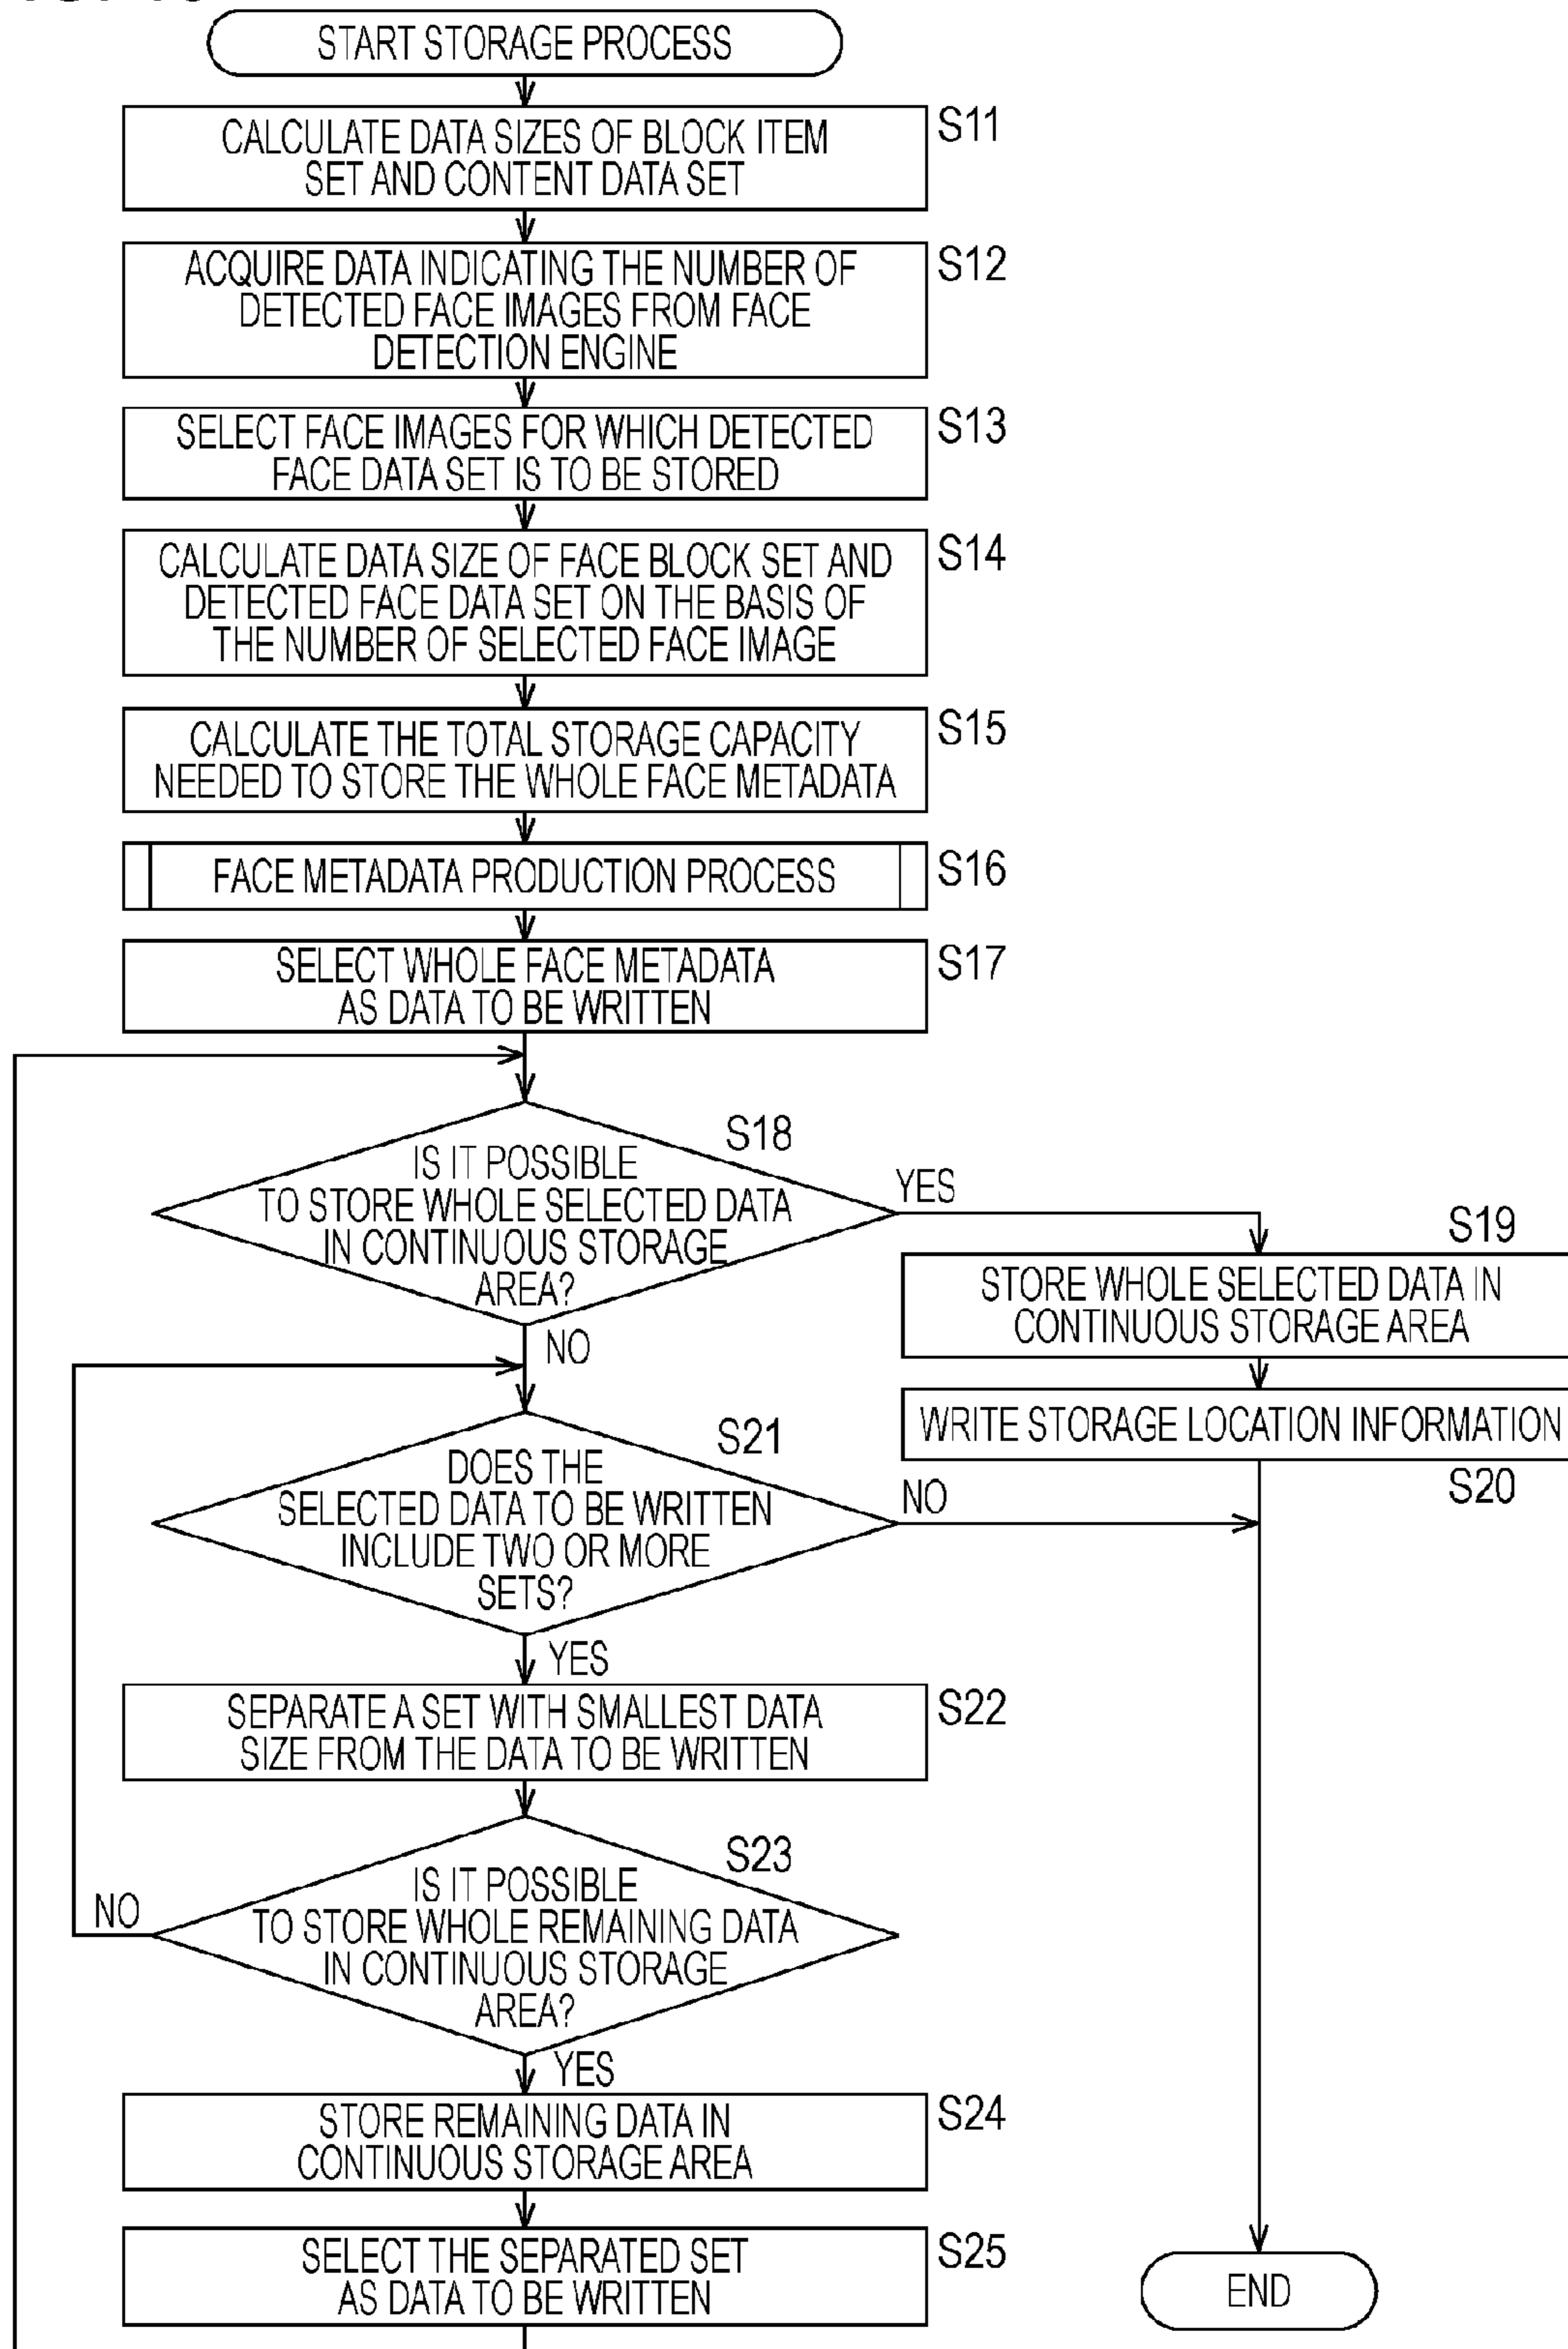 START STORAGE PROCESS
CALCULATE DATA SIZES OF BLOCK ITEM
SET AND CONTENT DATA SET
S11
ACQUIRE DATA INDICATING THE NUMBER OF
DETECTED FACE IMAGES FROM FACE
DETECTION ENGINE
S12
SELECT FACE IMAGES FOR WHICH DETECTED
FACE DATA SET IS TO BE STORED
S13
CALCULATE DATA SIZE OF FACE BLOCK SET AND
DETECTED FACE DATA SET ON THE BASIS OF
THE NUMBER OF SELECTED FACE IMAGE
S14
CALCULATE THE TOTAL STORAGE CAPACITY
NEEDED TO STORE THE WHOLE FACE METADATA
S15
FACE METADATA PRODUCTION PROCESS
S16
SELECT WHOLE FACE METADATA
AS DATA TO BE WRITTEN
S17
S18
IS IT POSSIBLE
TO STORE WHOLE SELECTED DATA
IN CONTINUOUS STORAGE
AREA?
YES
NO
S19
STORE WHOLE SELECTED DATA IN
CONTINUOUS STORAGE AREA
WRITE STORAGE LOCATION INFORMATION
S20
S21
DOES THE
SELECTED DATA TO BE WRITTEN
INCLUDE TWO OR MORE
SETS?
NO
YES
SEPARATE A SET WITH SMALLEST DATA
SIZE FROM THE DATA TO BE WRITTEN
S22
S23
IS IT POSSIBLE
TO STORE WHOLE REMAINING DATA
IN CONTINUOUS STORAGE
AREA?
NO
YES
STORE REMAINING DATA IN
CONTINUOUS STORAGE AREA
S24
SELECT THE SEPARATED SET
AS DATA TO BE WRITTEN
S25
END